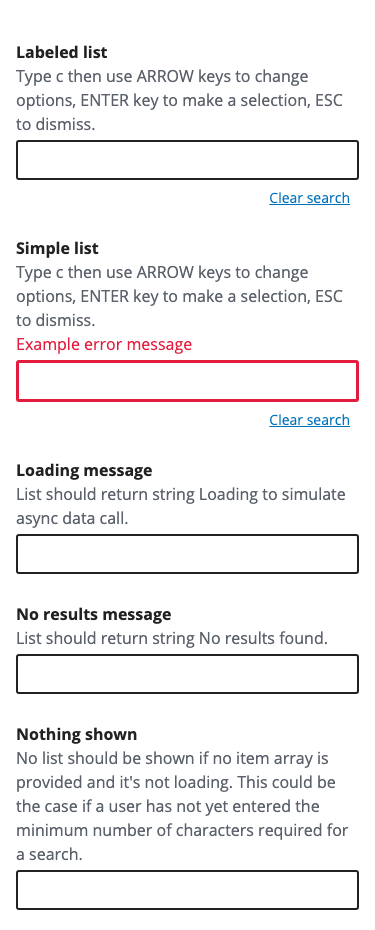 Labeled list
Type c then use ARROW keys to change
options, ENTER key to make a selection, ESC
to dismiss.
Clear search
Simple list
Type c then use ARROW keys to change
options, ENTER key to make a selection, ESC
to dismiss.
Example error message
Clear search
Loading message
List should return string Loading to simulate
async data call.
No results message
List should return string No results found.
Nothing shown
No list should be shown if no item array is
provided and it's not loading. This could be
the case if a user has not yet entered the
minimum number of characters required for
a search.